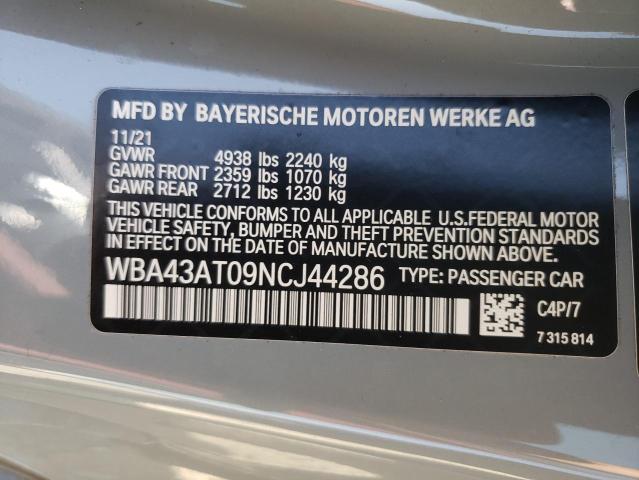 MFD BY BAYERISCHE MOTOREN WERKE AG
11/21
GVWR 4938 lbs 2240 kg
GAWR FRONT 2359 lbs 1070 kg
GAWR REAR 2712 lbs 1230 kg
THIS VEHICLE CONFORMS TO ALL APPLICABLE U.S.FEDERAL MOTOR
VEHICLE SAFETY, BUMPER AND THEFT PREVENTION STANDARDS
IN EFFECT ON THE DATE OF MANUFACTURE SHOWN ABOVE.
WBA43AT09NCJ44286 TYPE: PASSENGER CAR
C4P/7
7 315 814